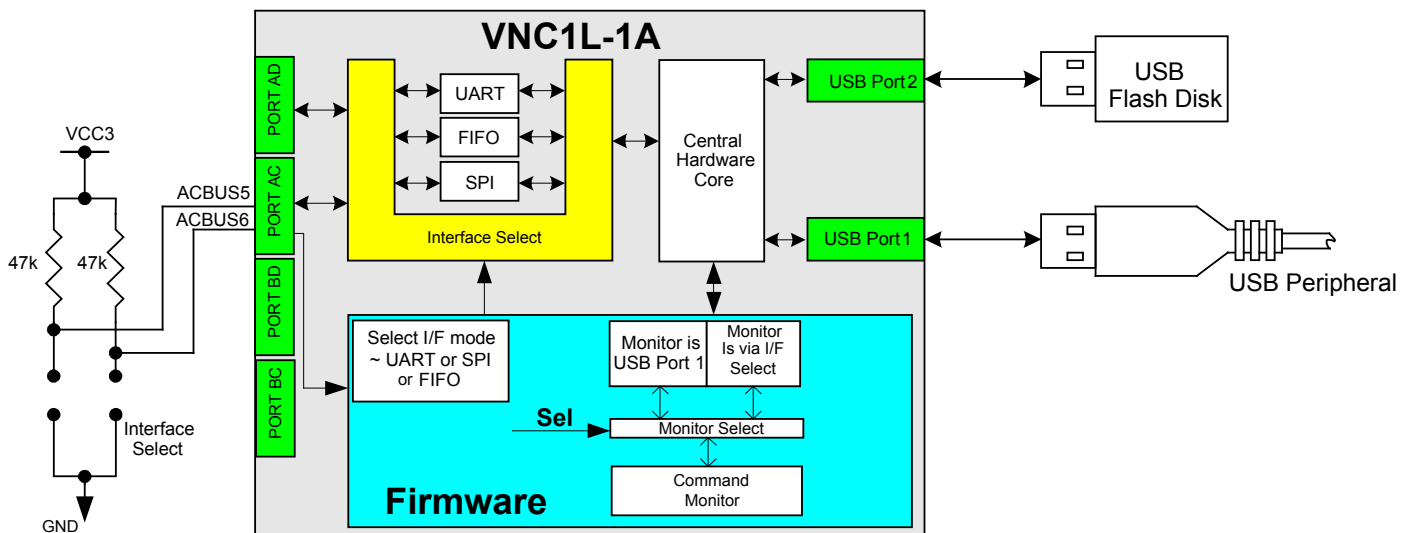 VNC1L-1A
PORT AD
PORT AC
PORT BD
PORT BC
VCC3
ACBUS5
ACBUS6
47k
47k
Interface
Select
GND
UART
FIFO
SPI
Interface Select
Central
Hardware
Core
USB Port2
USB Port1
USB
Flash Disk
USB Peripheral
Select I/F mode
~ UART or SPI
or FIFO
Monitor is
USB Port 1
Monitor
Is via I/F
Select
Sel
Monitor Select
Command
Monitor
Firmware